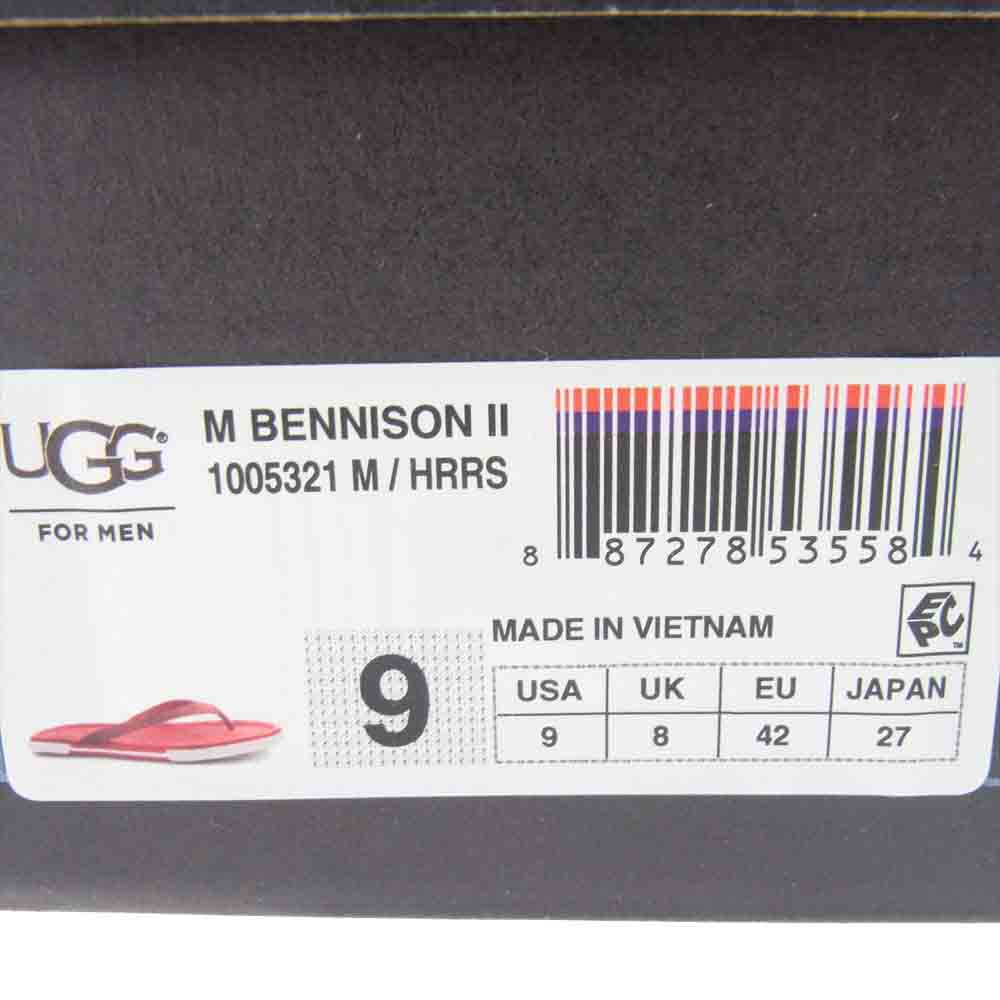 UGG®
FOR MEN
M BENNISON II
1005321 M / HRRS
8 87278 53558 4
EPC™
MADE IN VIETNAM
9
USA UK EU JAPAN
9 8 42 27